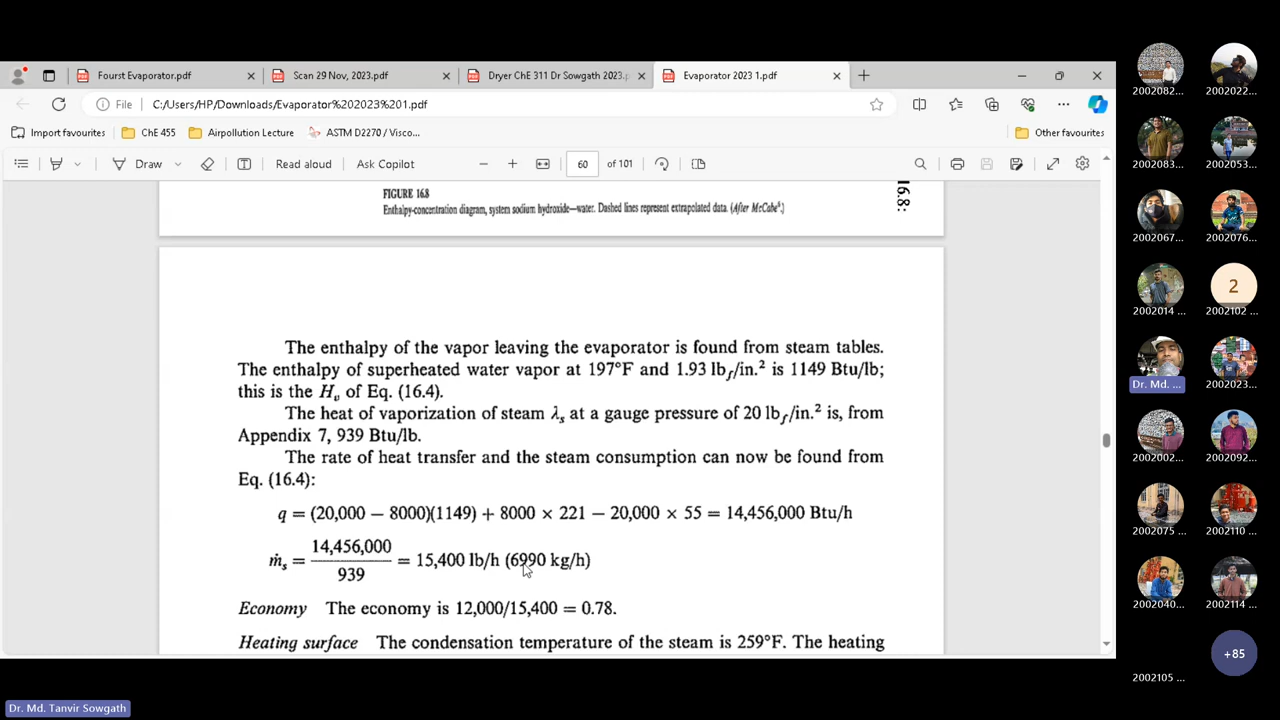 Fourst Evaporator.pdf
Scan 29 Nov, 2023.pdf
Dryer ChE 311 Dr Sowgath 2023.p
Evaporator 2023 1.pdf
File
C:/Users/HP/Downloads/Evaporator%202023%201.pdf
Import favourites
ChE 455
Airpollution Lecture
ASTM D2270 / Visco...
Other favourites
Draw
Read aloud
Ask Copilot
60 of 101
FIGURE 16.8
Enthalpy-concentration diagram, system sodium hydroxide—water. Dashed lines represent extrapolated data. (After McCabe⁸.)
16.8:
The enthalpy of the vapor leaving the evaporator is found from steam tables.
The enthalpy of superheated water vapor at 197°F and 1.93 lbf/in.² is 1149 Btu/lb;
this is the Hv of Eq. (16.4).
The heat of vaporization of steam λs at a gauge pressure of 20 lbf/in.² is, from
Appendix 7, 939 Btu/lb.
The rate of heat transfer and the steam consumption can now be found from
Eq. (16.4):
q = (20,000 − 8000)(1149) + 8000 × 221 − 20,000 × 55 = 14,456,000 Btu/h
ṁs = 14,456,000 / 939 = 15,400 lb/h (6990 kg/h)
Economy The economy is 12,000/15,400 = 0.78.
Heating surface The condensation temperature of the steam is 259°F. The heating
2002082...
2002022...
2002083...
2002053...
2002067...
2002076...
2002014 ...
2
2002102 ...
Dr. Md. ...
2002023...
2002002...
2002092...
2002075 ...
2002110 ...
2002040...
2002114 ...
+85
2002105 ...
Dr. Md. Tanvir Sowgath